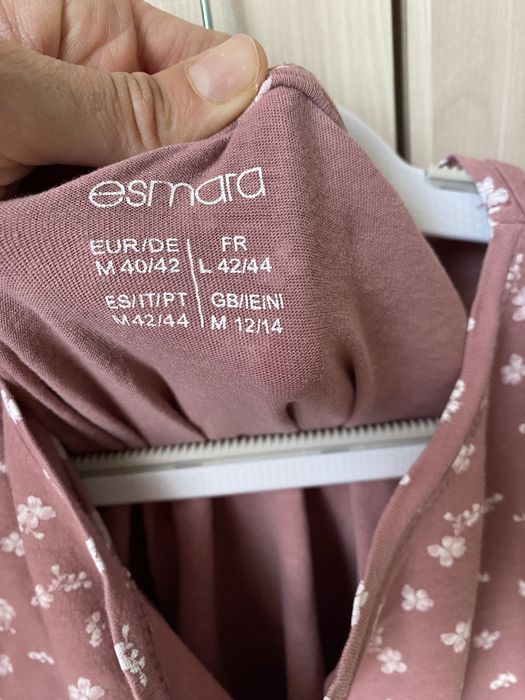 esmara
EUR/DE FR
M 40/42 L 42/44
ES/IT/PT GB/IE/NI
M 42/44 M 12/14